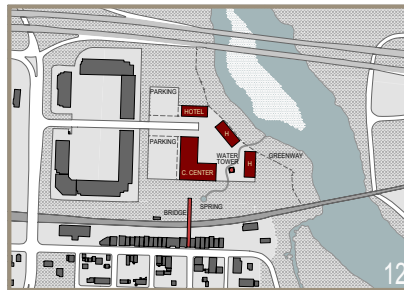 PARKING
HOTEL
PARKING
H
WATER
TOWER
GREENWAY
H
C. CENTER
SPRING
BRIDGE
12